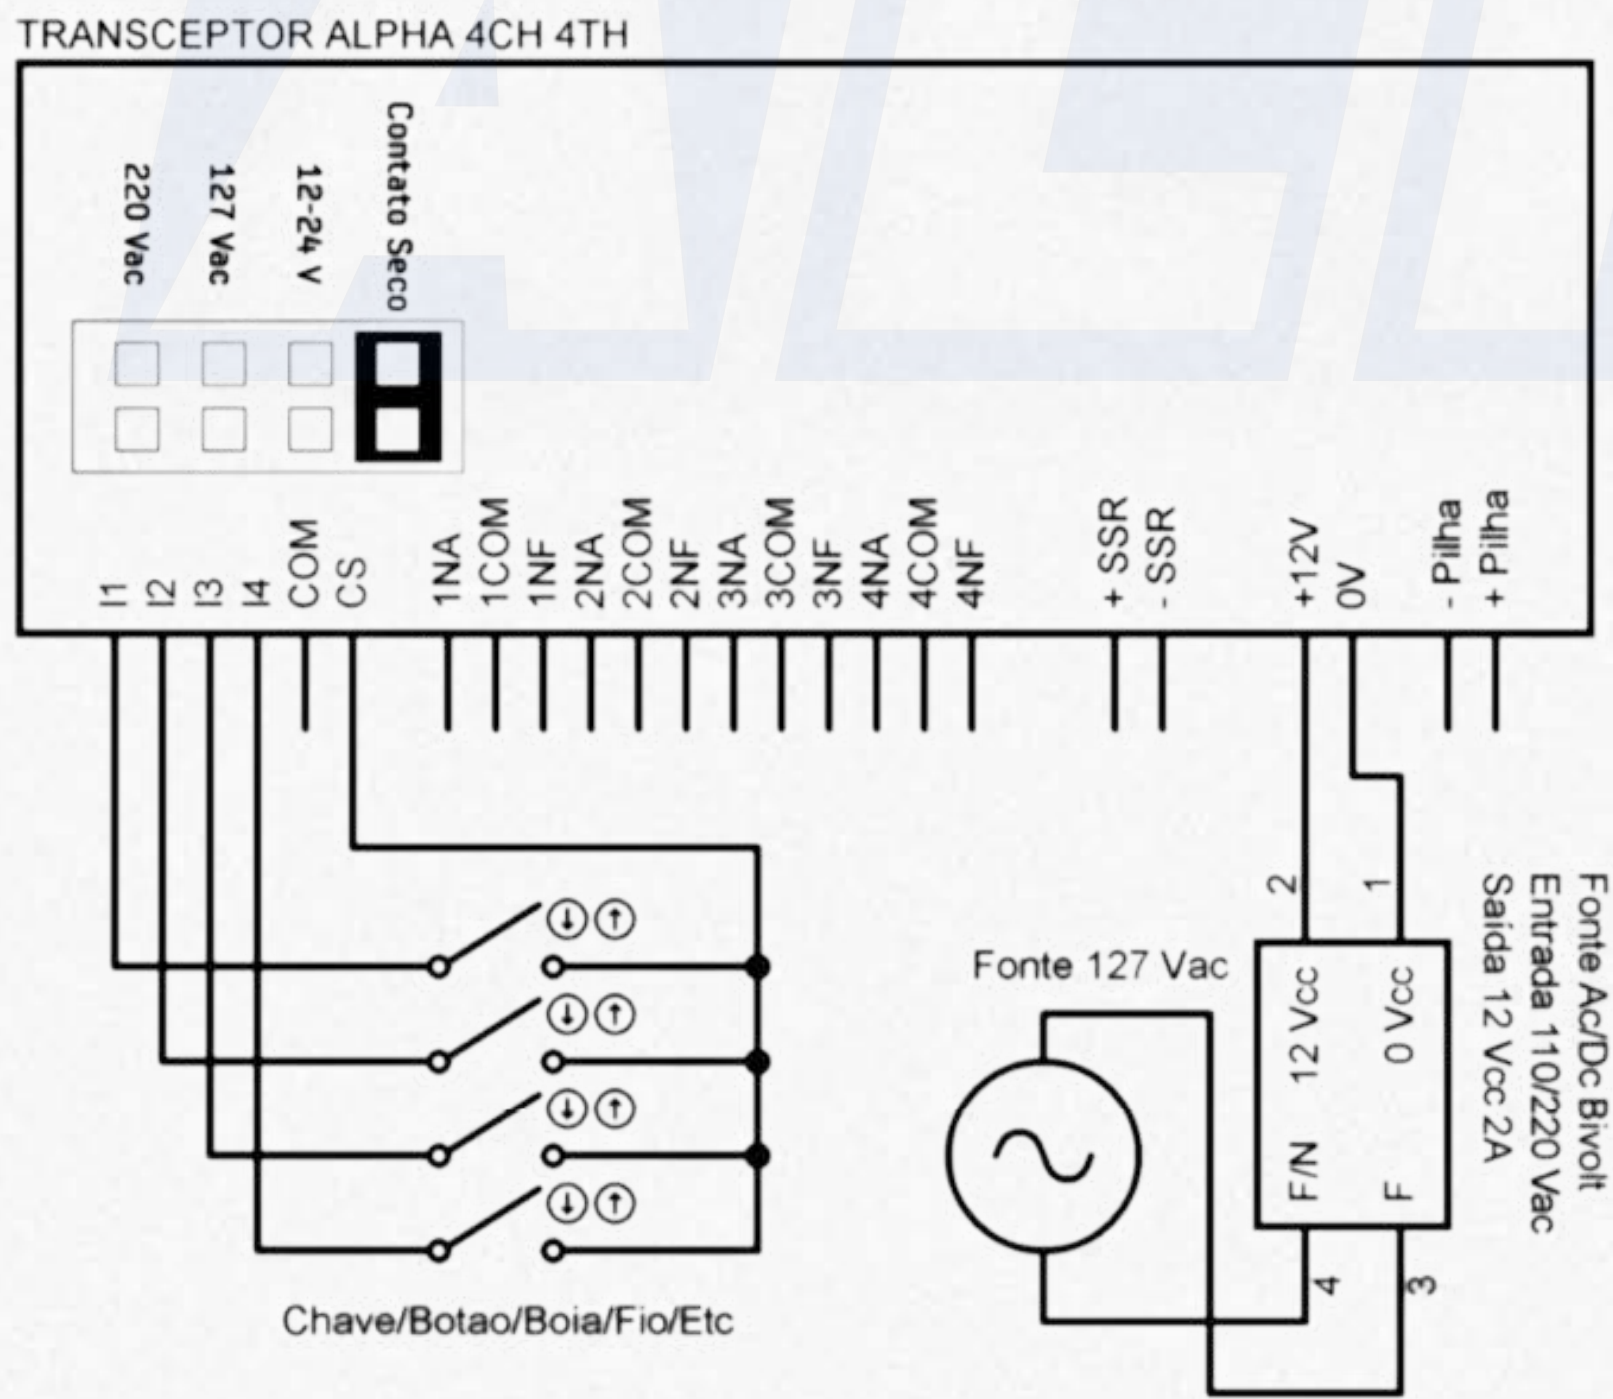 TRANSCEPTOR ALPHA 4CH 4TH
220 Vac
127 Vac
12-24 V
Contato Seco
I1
I2
I3
I4
COM
CS
1NA
1COM
1NF
2NA
2COM
2NF
3NA
3COM
3NF
4NA
4COM
4NF
+ SSR
- SSR
+12V
0V
- Pilha
+ Pilha
2
1
Fonte Ac/Dc Bivolt
Entrada 110/220 Vac
Saida 12 Vcc 2A
Fonte 127 Vac
12 Vcc
0 Vcc
F/N
F
4
3
Chave/Botao/Boia/Fio/Etc